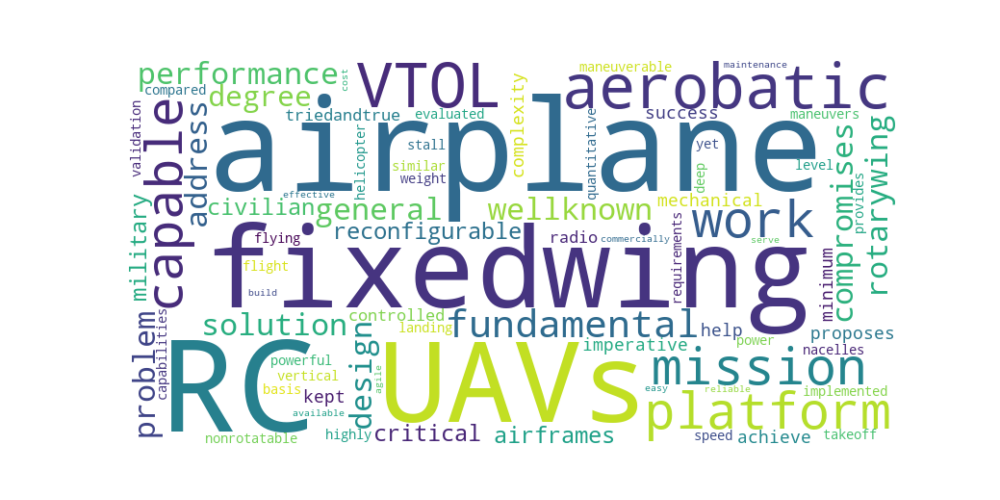 performance
compared
degree
VTOL
cost
aerobatic
maneuverable
maintenance
validation
capable
address
triedandtrue
evaluated
complexity
success
maneuvers
airplane
stall
helicopter
similar
weight
quantitative
yet
deep
level
mechanical
compromises
provides
rotarywing
effective
civilian
general
wellknown
work
military
reconfigurable
flying
fixedwing
radio
commercially
requirements
serve
minimum
flight
build
problem
capabilities
solution
controlled
landing
fundamental
help
power
proposes
nacelles
imperative
RC
powerful
vertical
basis
kept
available
design
agile
UAVs
mission
easy
reliable
implemented
platform
nonrotatable
highly
critical
airframes
speed
achieve
takeoff